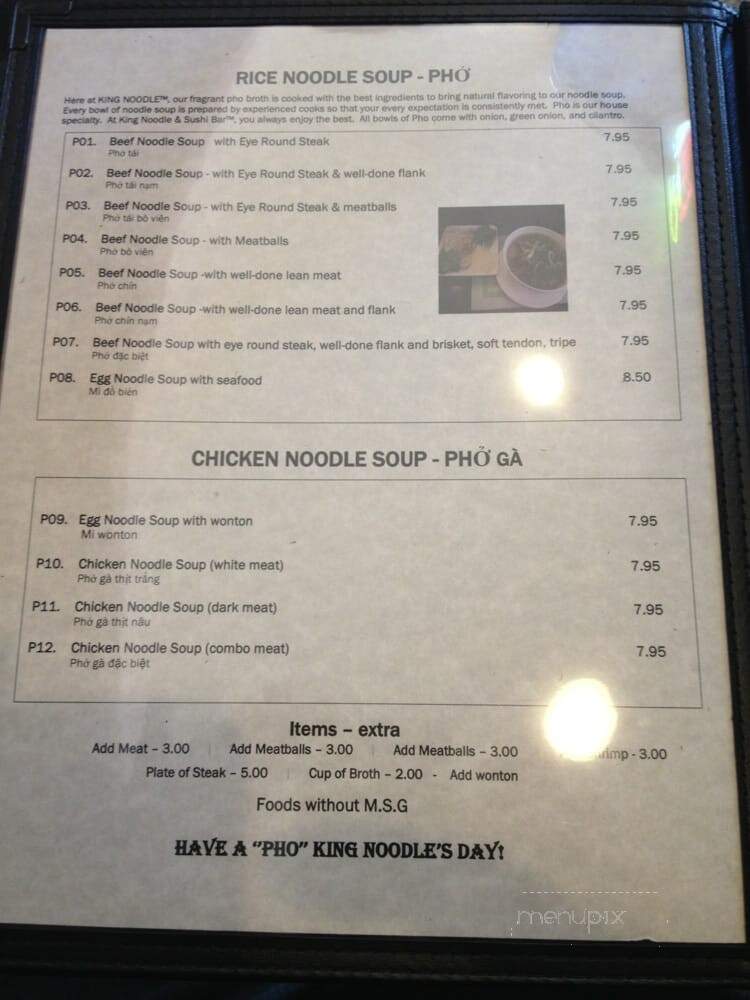 RICE NOODLE SOUP - PHỞ
Here at KING NOODLE™, our fragrant pho broth is cooked with the best ingredients to bring natural flavoring to our noodle soup.
Every bowl of noodle soup is prepared by experienced cooks so that your every expectation is consistently met. Pho is our house
specialty. At King Noodle & Sushi Bar™, you always enjoy the best. All bowls of Pho come with onion, green onion, and cilantro.
P01. Beef Noodle Soup with Eye Round Steak 7.95
Phở tái
P02. Beef Noodle Soup - with Eye Round Steak & well-done flank 7.95
Phở tái nạm
P03. Beef Noodle Soup - with Eye Round Steak & meatballs 7.95
Phở tái bò viên
P04. Beef Noodle Soup - with Meatballs 7.95
Phở bò viên
P05. Beef Noodle Soup -with well-done lean meat 7.95
Phở chín
P06. Beef Noodle Soup -with well-done lean meat and flank 7.95
Phở chín nạm
P07. Beef Noodle Soup with eye round steak, well-done flank and brisket, soft tendon, tripe 7.95
Phở đặc biệt
P08. Egg Noodle Soup with seafood 8.50
Mì đồ biển
CHICKEN NOODLE SOUP - PHỞ GÀ
P09. Egg Noodle Soup with wonton 7.95
Mì wonton
P10. Chicken Noodle Soup (white meat) 7.95
Phở gà thịt trắng
P11. Chicken Noodle Soup (dark meat) 7.95
Phở gà thịt nâu
P12. Chicken Noodle Soup (combo meat) 7.95
Phở gà đặc biệt
Items – extra
Add Meat – 3.00 | Add Meatballs – 3.00 | Add Meatballs – 3.00 - 3.00
Plate of Steak – 5.00 | Cup of Broth – 2.00 - Add wonton
Foods without M.S.G
HAVE A "PHO" KING NOODLE'S DAY!
menupix